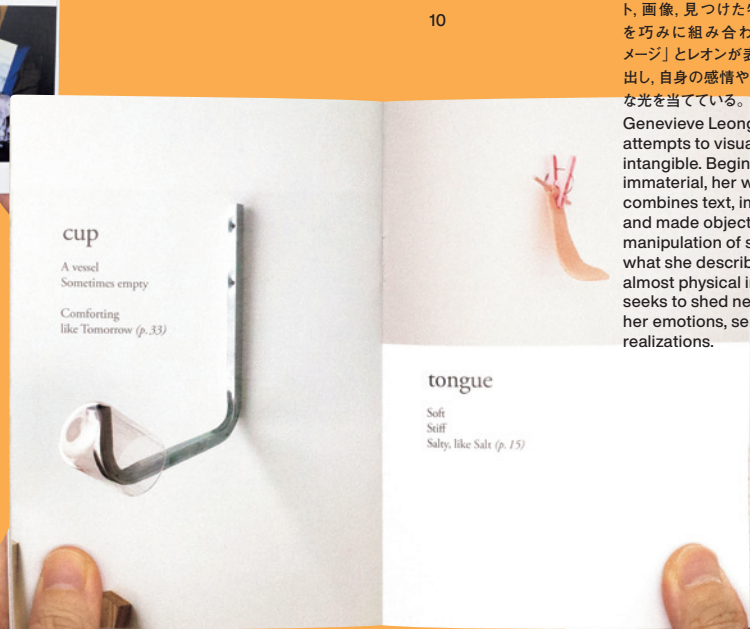 10
ト, 画像, 見つけた
を巧みに組み合わ
メージ」とレオンが
出し, 自身の感情や
な光を当てている。
Genevieve Leong
attempts to visua
intangible. Begin
immaterial, her w
combines text, im
and made object
manipulation of s
what she describ
almost physical i
seeks to shed ne
her emotions, se
realizations.
cup
A vessel
Sometimes empty
Comforting
like Tomorrow (p. 33)
tongue
Soft
Stiff
Salty, like Salt (p. 15)